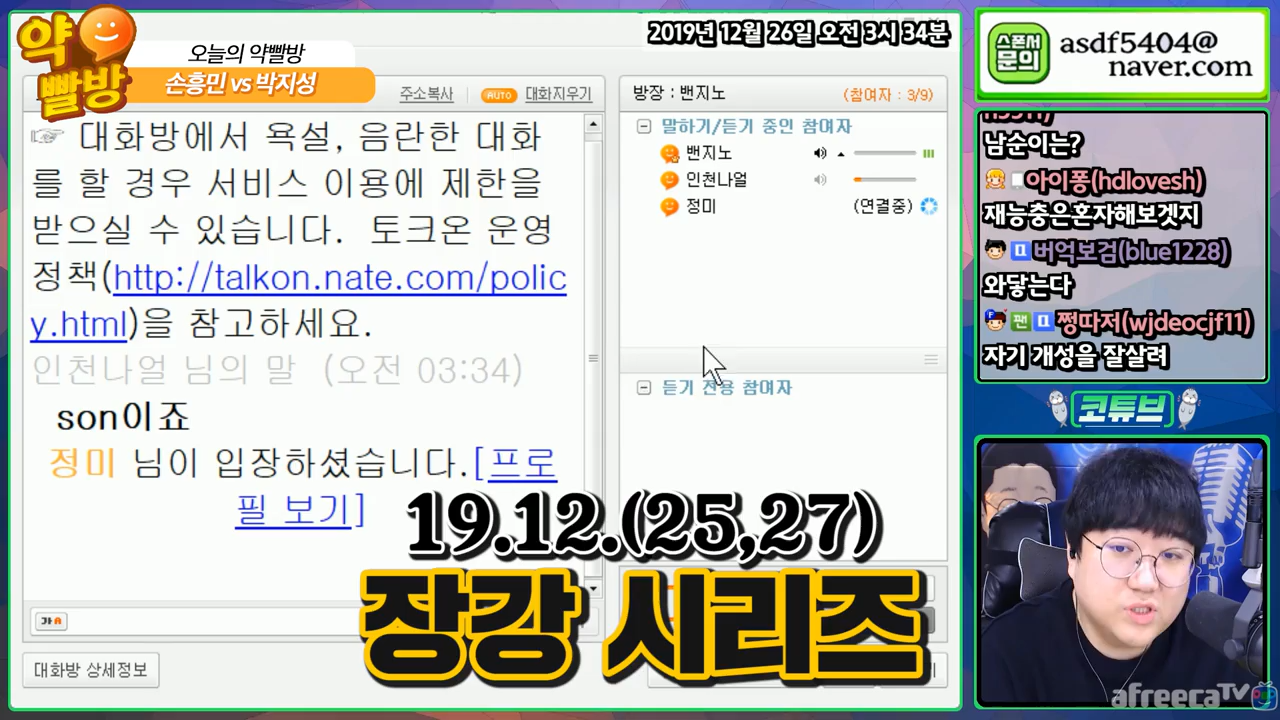 약
빨방
오늘의 약빨방
손흥민 vs 박지성
2019년 12월 26일 오전 3시 34분
스폰서
문의
asdf5404@
naver.com
주소복사
AUTO
대화지우기
☞ 대화방에서 욕설, 음란한 대화
를 할 경우 서비스 이용에 제한을
받으실 수 있습니다. 토크온 운영
정책(http://talkon.nate.com/polic
y.html)을 참고하세요.
인천나얼 님의 말 (오전 03:34)
son이죠
정미 님이 입장하셨습니다.[프로
필 보기]
가
대화방 상세정보
방장 : 밴지노
(참여자 : 3/9)
말하기/듣기 중인 참여자
밴지노
인천나얼
정미
(연결중)
듣기 전용 참여자
19.12.(25,27)
장강 시리즈
남순이는?
아이퐁(hdlovesh)
재능충은혼자해보겟지
버억보검(blue1228)
와닿는다
팬
쩡따저(wjdeocjf11)
자기 개성을 잘살려
코튜브
afreecaTV